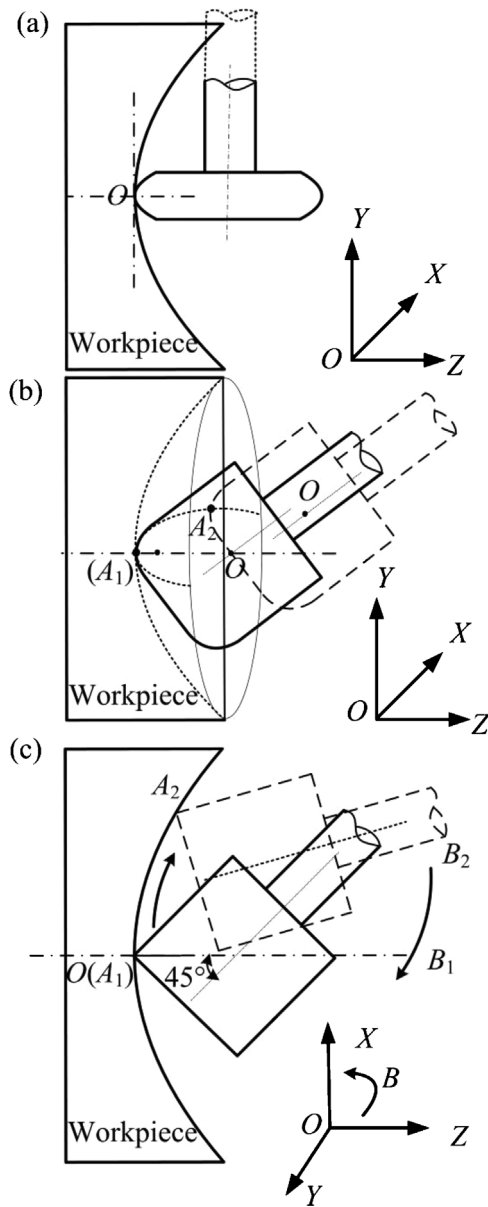 (a)
O
Workpiece
Y
X
O
Z
(b)
O
A2
(A1)
O
Workpiece
Y
X
O
Z
(c)
A2
B2
O(A1)
45°
B1
Workpiece
X
B
O
Z
Y